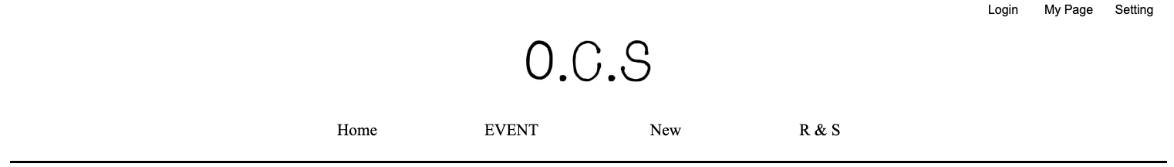 Login My Page Setting
O.C.S
Home EVENT New R & S